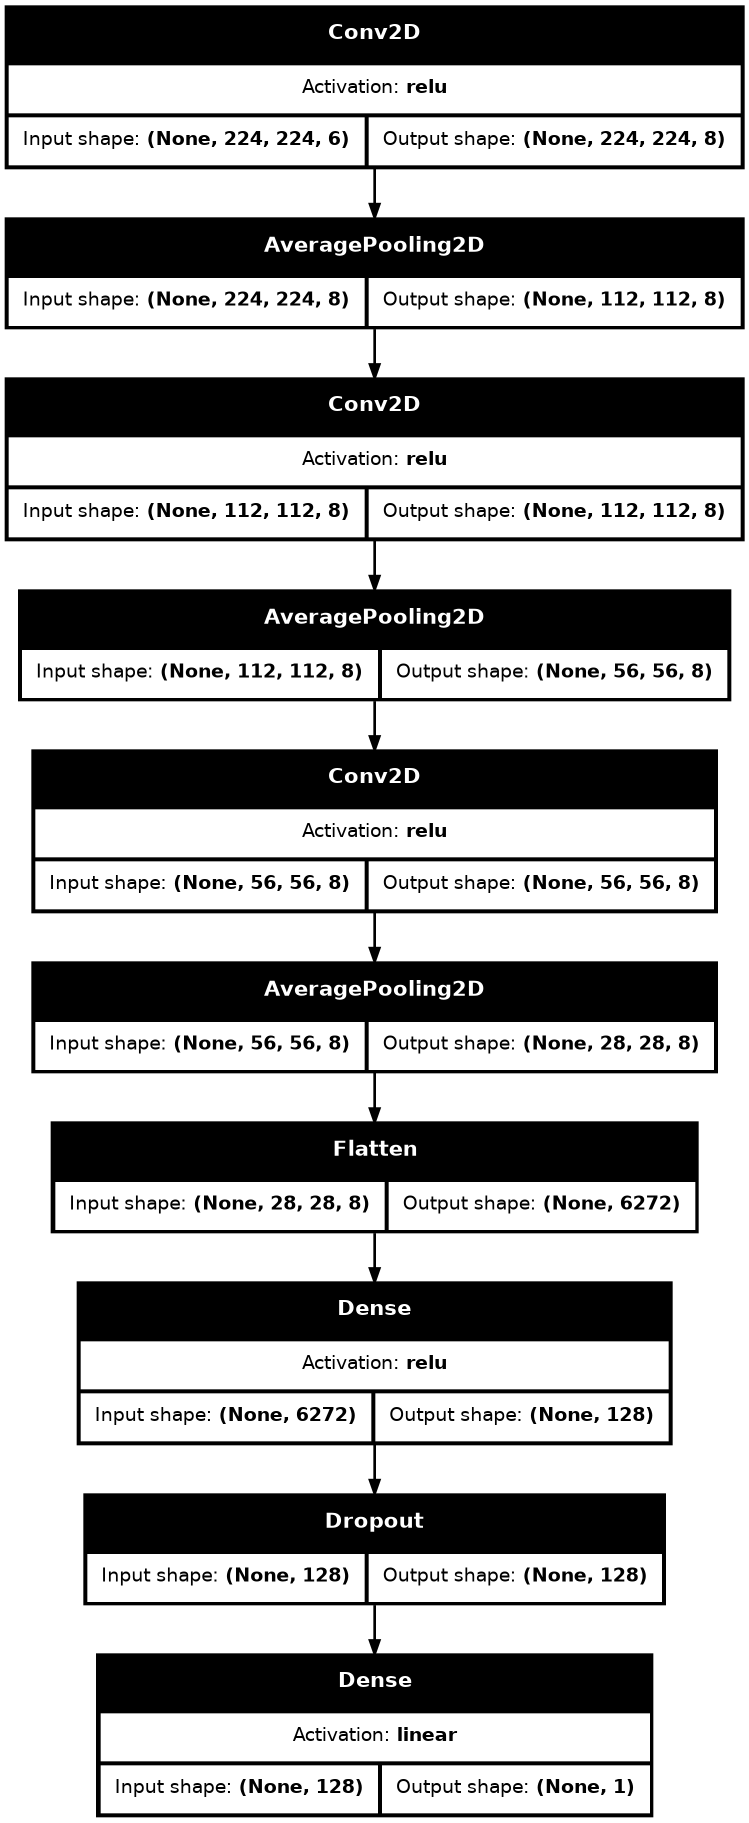 Conv2D
Activation: relu
Input shape: (None, 224, 224, 6) Output shape: (None, 224, 224, 8)
AveragePooling2D
Input shape: (None, 224, 224, 8) Output shape: (None, 112, 112, 8)
Conv2D
Activation: relu
Input shape: (None, 112, 112, 8) Output shape: (None, 112, 112, 8)
AveragePooling2D
Input shape: (None, 112, 112, 8) Output shape: (None, 56, 56, 8)
Conv2D
Activation: relu
Input shape: (None, 56, 56, 8) Output shape: (None, 56, 56, 8)
AveragePooling2D
Input shape: (None, 56, 56, 8) Output shape: (None, 28, 28, 8)
Flatten
Input shape: (None, 28, 28, 8) Output shape: (None, 6272)
Dense
Activation: relu
Input shape: (None, 6272) Output shape: (None, 128)
Dropout
Input shape: (None, 128) Output shape: (None, 128)
Dense
Activation: linear
Input shape: (None, 128) Output shape: (None, 1)